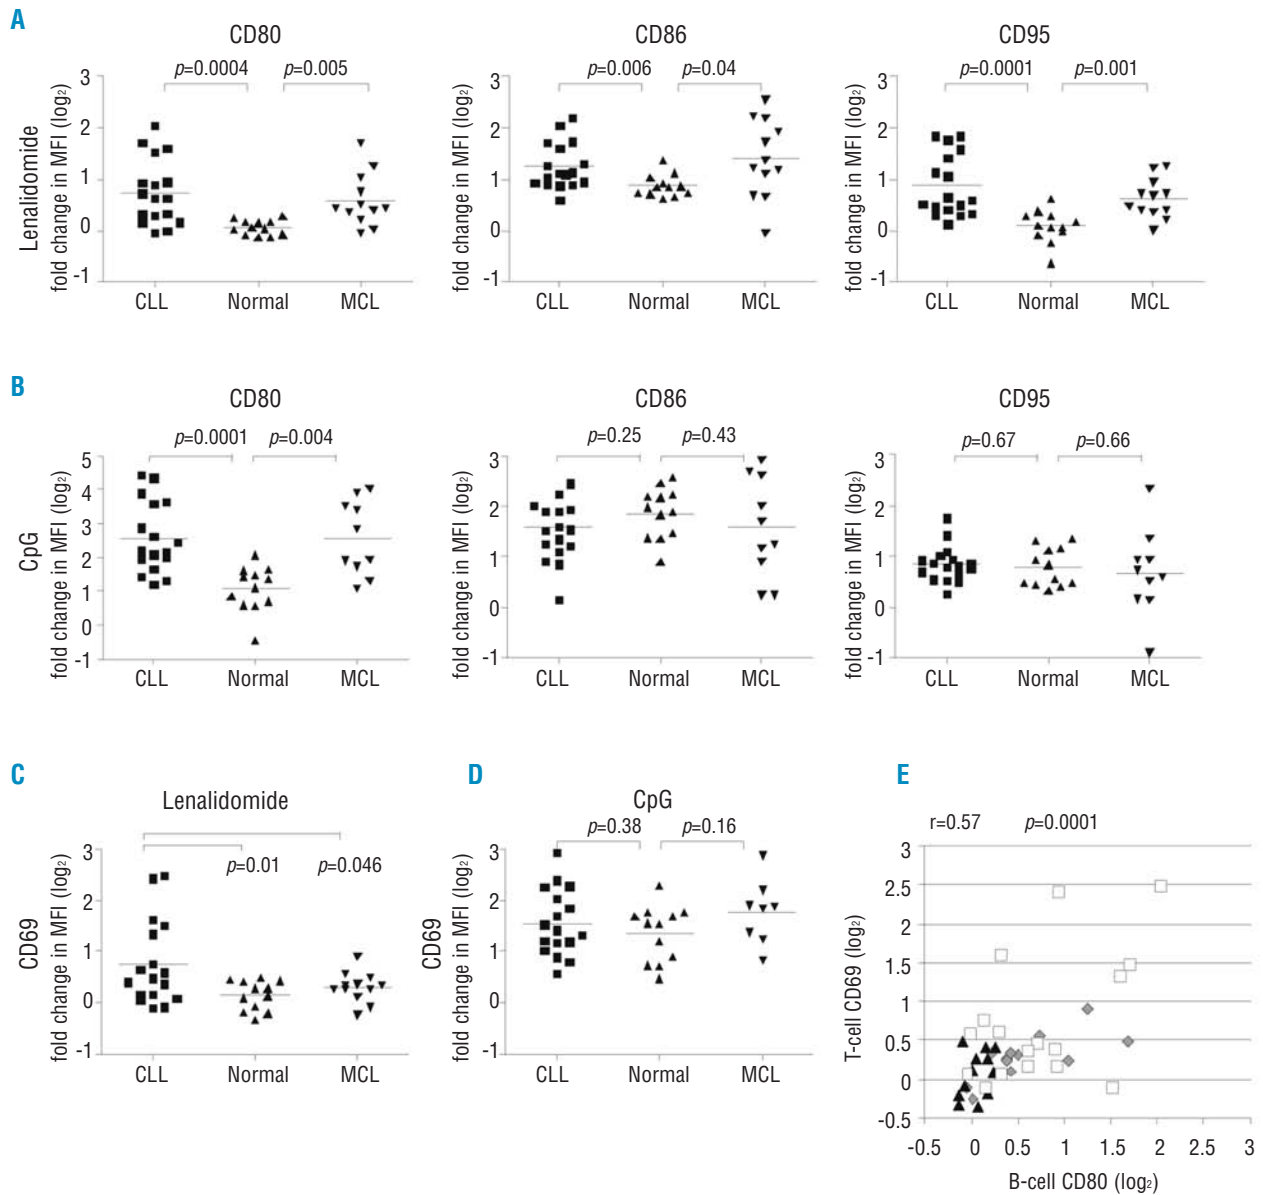 A
CD80
CD86
CD95
p=0.0004
p=0.005
p=0.006
p=0.04
p=0.0001
p=0.001
Lenalidomide
fold change in MFI (log2)
3
2
1
0
-1
CLL
Normal
MCL
fold change in MFI (log2)
3
2
1
0
-1
CLL
Normal
MCL
fold change in MFI (log2)
3
2
1
0
-1
CLL
Normal
MCL
B
CD80
CD86
CD95
p=0.0001
p=0.004
p=0.25
p=0.43
p=0.67
p=0.66
CpG
fold change in MFI (log2)
5
4
3
2
1
0
-1
CLL
Normal
MCL
fold change in MFI (log2)
3
2
1
0
-1
CLL
Normal
MCL
fold change in MFI (log2)
3
2
1
0
-1
CLL
Normal
MCL
C
Lenalidomide
p=0.01
p=0.046
CD69
fold change in MFI (log2)
3
2
1
0
-1
CLL
Normal
MCL
D
CpG
p=0.38
p=0.16
CD69
fold change in MFI (log2)
3
2
1
0
-1
CLL
Normal
MCL
E
r=0.57
p=0.0001
T-cell CD69 (log2)
3
2.5
2
1.5
1
0.5
0
-0.5
-0.5
0
0.5
1
1.5
2
2.5
3
B-cell CD80 (log2)